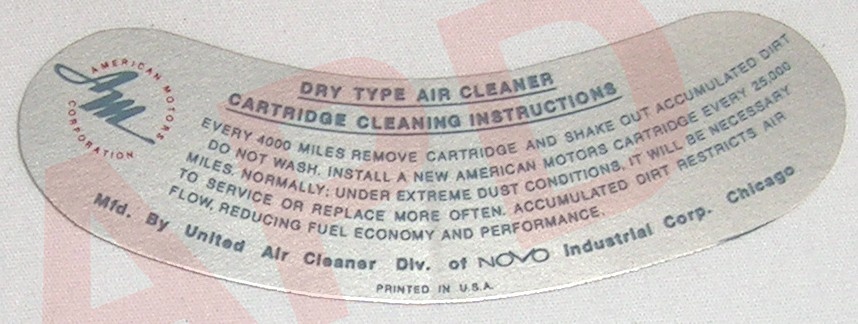 AMERICAN MOTORS
AM
CORPORATION
DRY TYPE AIR CLEANER
CARTRIDGE CLEANING INSTRUCTIONS
EVERY 4000 MILES REMOVE CARTRIDGE AND SHAKE OUT ACCUMULATED DIRT
DO NOT WASH. INSTALL A NEW AMERICAN MOTORS CARTRIDGE EVERY 25,000
MILES, NORMALLY; UNDER EXTREME DUST CONDITIONS, IT WILL BE NECESSARY
TO SERVICE OR REPLACE MORE OFTEN. ACCUMULATED DIRT RESTRICTS AIR
FLOW, REDUCING FUEL ECONOMY AND PERFORMANCE.
Mfd. By United Air Cleaner Div. of NOVO Industrial Corp. Chicago
PRINTED IN U.S.A.
APD